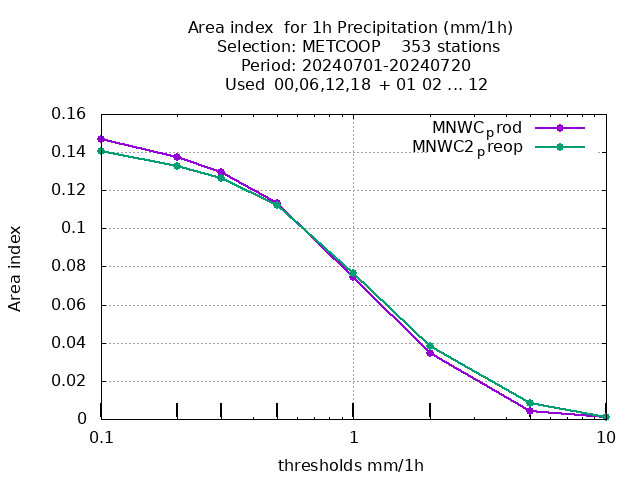 Area index  for 1h Precipitation (mm/1h)
Selection: METCOOP    353 stations
Period: 20240701-20240720
Used  00,06,12,18 + 01 02 ... 12
MNWCprod
MNWC2preop
0.16
0.14
0.12
0.1
0.08
0.06
0.04
0.02
0
Area index
0.1
1
10
thresholds mm/1h